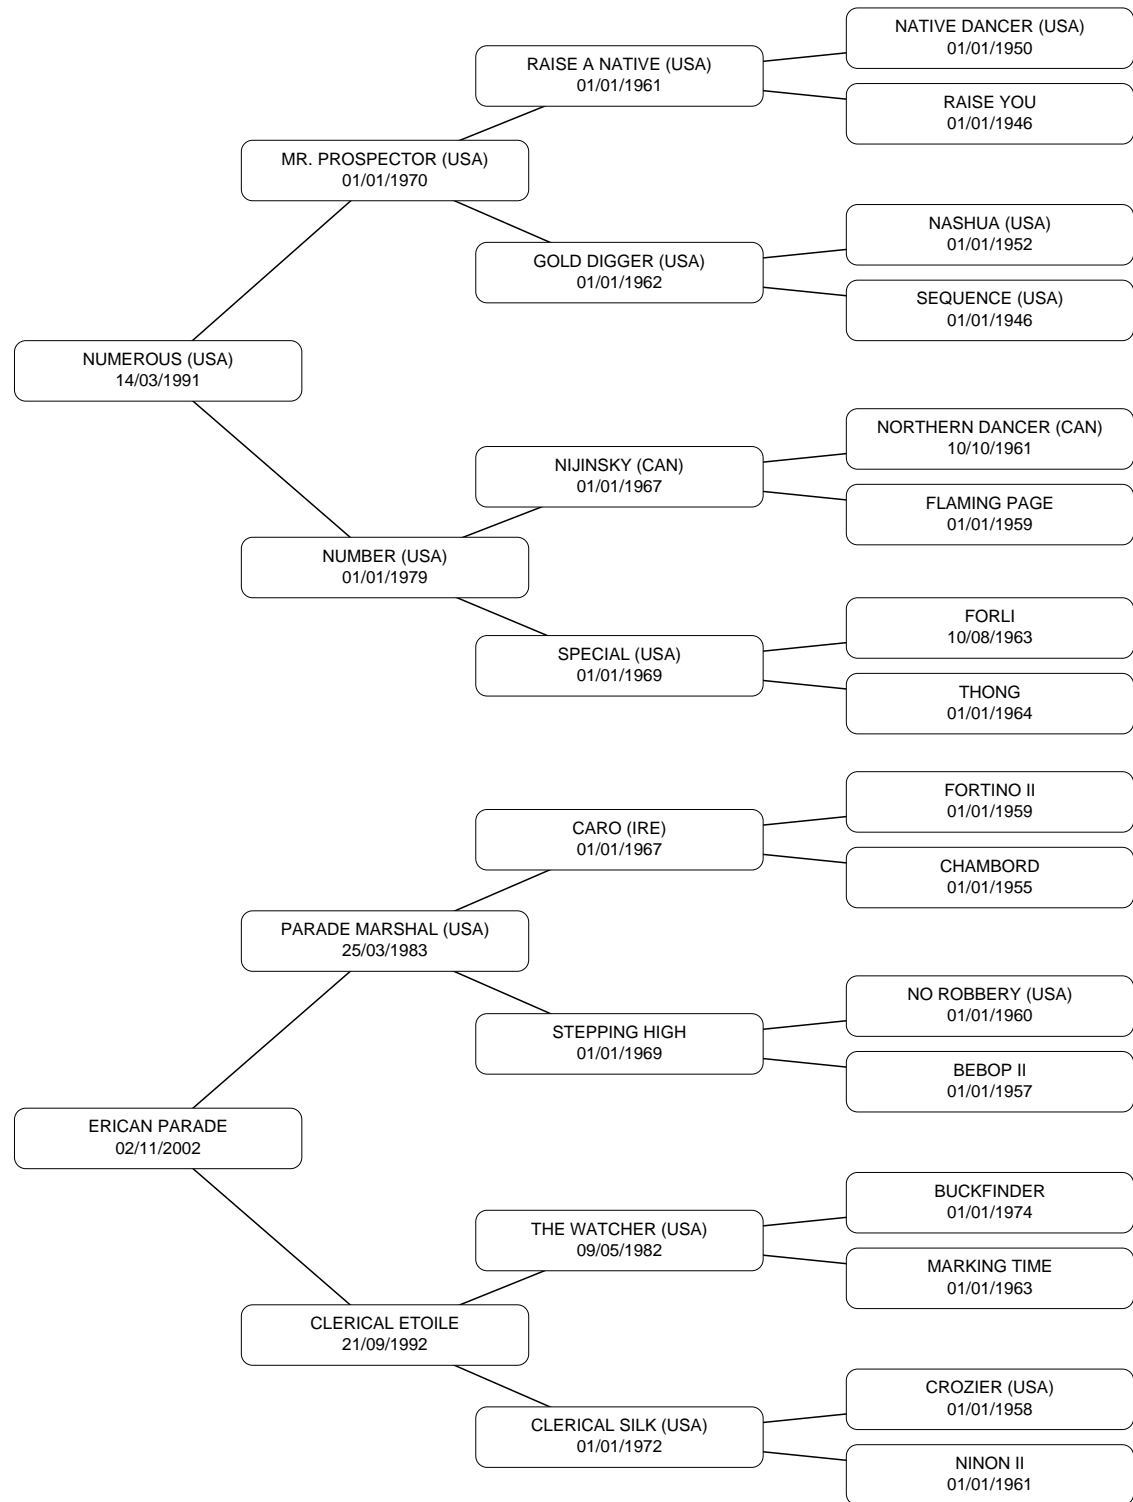 NATIVE DANCER (USA)
01/01/1950
RAISE A NATIVE (USA)
01/01/1961
RAISE YOU
01/01/1946
MR. PROSPECTOR (USA)
01/01/1970
NASHUA (USA)
01/01/1952
GOLD DIGGER (USA)
01/01/1962
SEQUENCE (USA)
01/01/1946
NUMEROUS (USA)
14/03/1991
NORTHERN DANCER (CAN)
10/10/1961
NIJINSKY (CAN)
01/01/1967
FLAMING PAGE
01/01/1959
NUMBER (USA)
01/01/1979
FORLI
10/08/1963
SPECIAL (USA)
01/01/1969
THONG
01/01/1964
FORTINO II
01/01/1959
CARO (IRE)
01/01/1967
CHAMBORD
01/01/1955
PARADE MARSHAL (USA)
25/03/1983
NO ROBBERY (USA)
01/01/1960
STEPPING HIGH
01/01/1969
BEBOP II
01/01/1957
ERICAN PARADE
02/11/2002
BUCKFINDER
01/01/1974
THE WATCHER (USA)
09/05/1982
MARKING TIME
01/01/1963
CLERICAL ETOILE
21/09/1992
CROZIER (USA)
01/01/1958
CLERICAL SILK (USA)
01/01/1972
NINON II
01/01/1961